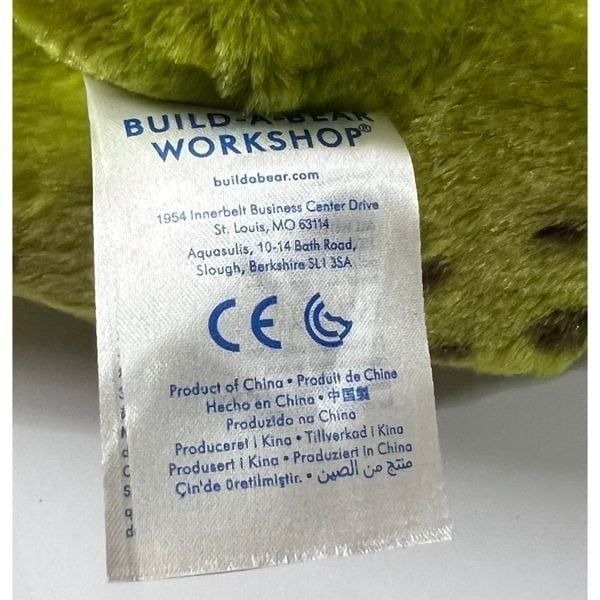 BUILD-A-BEAR
WORKSHOP®
buildabear.com
1954 Innerbelt Business Center Drive
St. Louis, MO 63114
Aquasulis, 10-14 Bath Road,
Slough, Berkshire SL1 3SA
CE
Product of China • Produit de Chine
Hecho en China • 中国製
Produzido na China
Produceret i Kina • Tillverkad i Kina
Produsert i Kina • Produziert in China
Çin'de üretilmiştir. • منتج من الصين